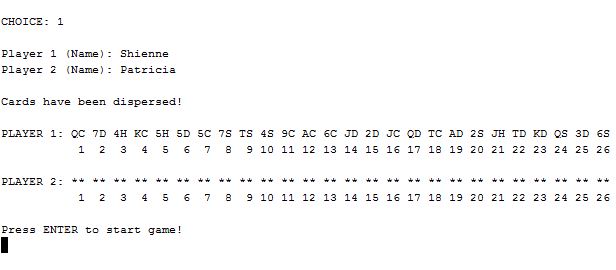 CHOICE: 1
Player 1 (Name): Shienne
Player 2 (Name): Patricia
Cards have been dispersed!
PLAYER 1: QC 7D 4H KC 5H 5D 5C 7S TS 4S 9C AC 6C JD 2D JC QD TC AD 2S JH TD KD QS 3D 6S
1 2 3 4 5 6 7 8 9 10 11 12 13 14 15 16 17 18 19 20 21 22 23 24 25 26
PLAYER 2: ** ** ** ** ** ** ** ** ** ** ** ** ** ** ** ** ** ** ** ** ** ** ** ** ** **
1 2 3 4 5 6 7 8 9 10 11 12 13 14 15 16 17 18 19 20 21 22 23 24 25 26
Press ENTER to start game!